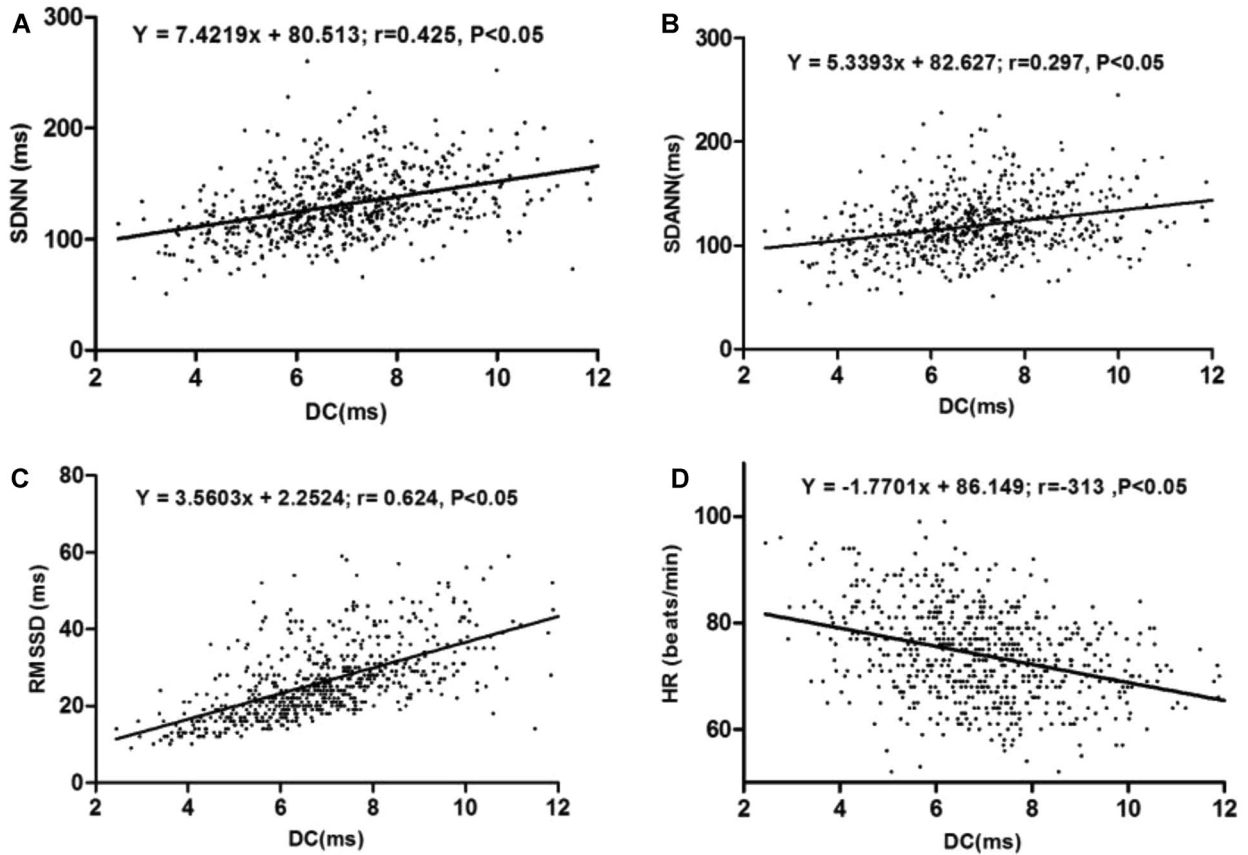 A
Y = 7.4219x + 80.513; r=0.425, P<0.05
SDNN (ms)
300
200
100
0
2 4 6 8 10 12
DC(ms)
B
Y = 5.3393x + 82.627; r=0.297, P<0.05
SDANN(ms)
300
200
100
0
2 4 6 8 10 12
DC(ms)
C
Y = 3.5603x + 2.2524; r= 0.624, P<0.05
RMSSD (ms)
80
60
40
20
0
2 4 6 8 10 12
DC(ms)
D
Y = -1.7701x + 86.149; r=-313 ,P<0.05
HR (beats/min)
100
80
60
2 4 6 8 10 12
DC(ms)